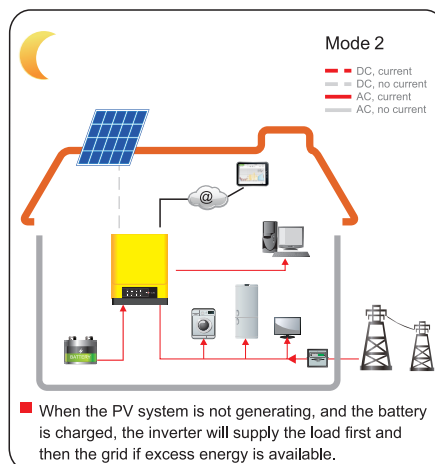 Mode 2
DC, current
DC, no current
AC, current
AC, no current
@
BATTERY
When the PV system is not generating, and the battery
is charged, the inverter will supply the load first and
then the grid if excess energy is available.